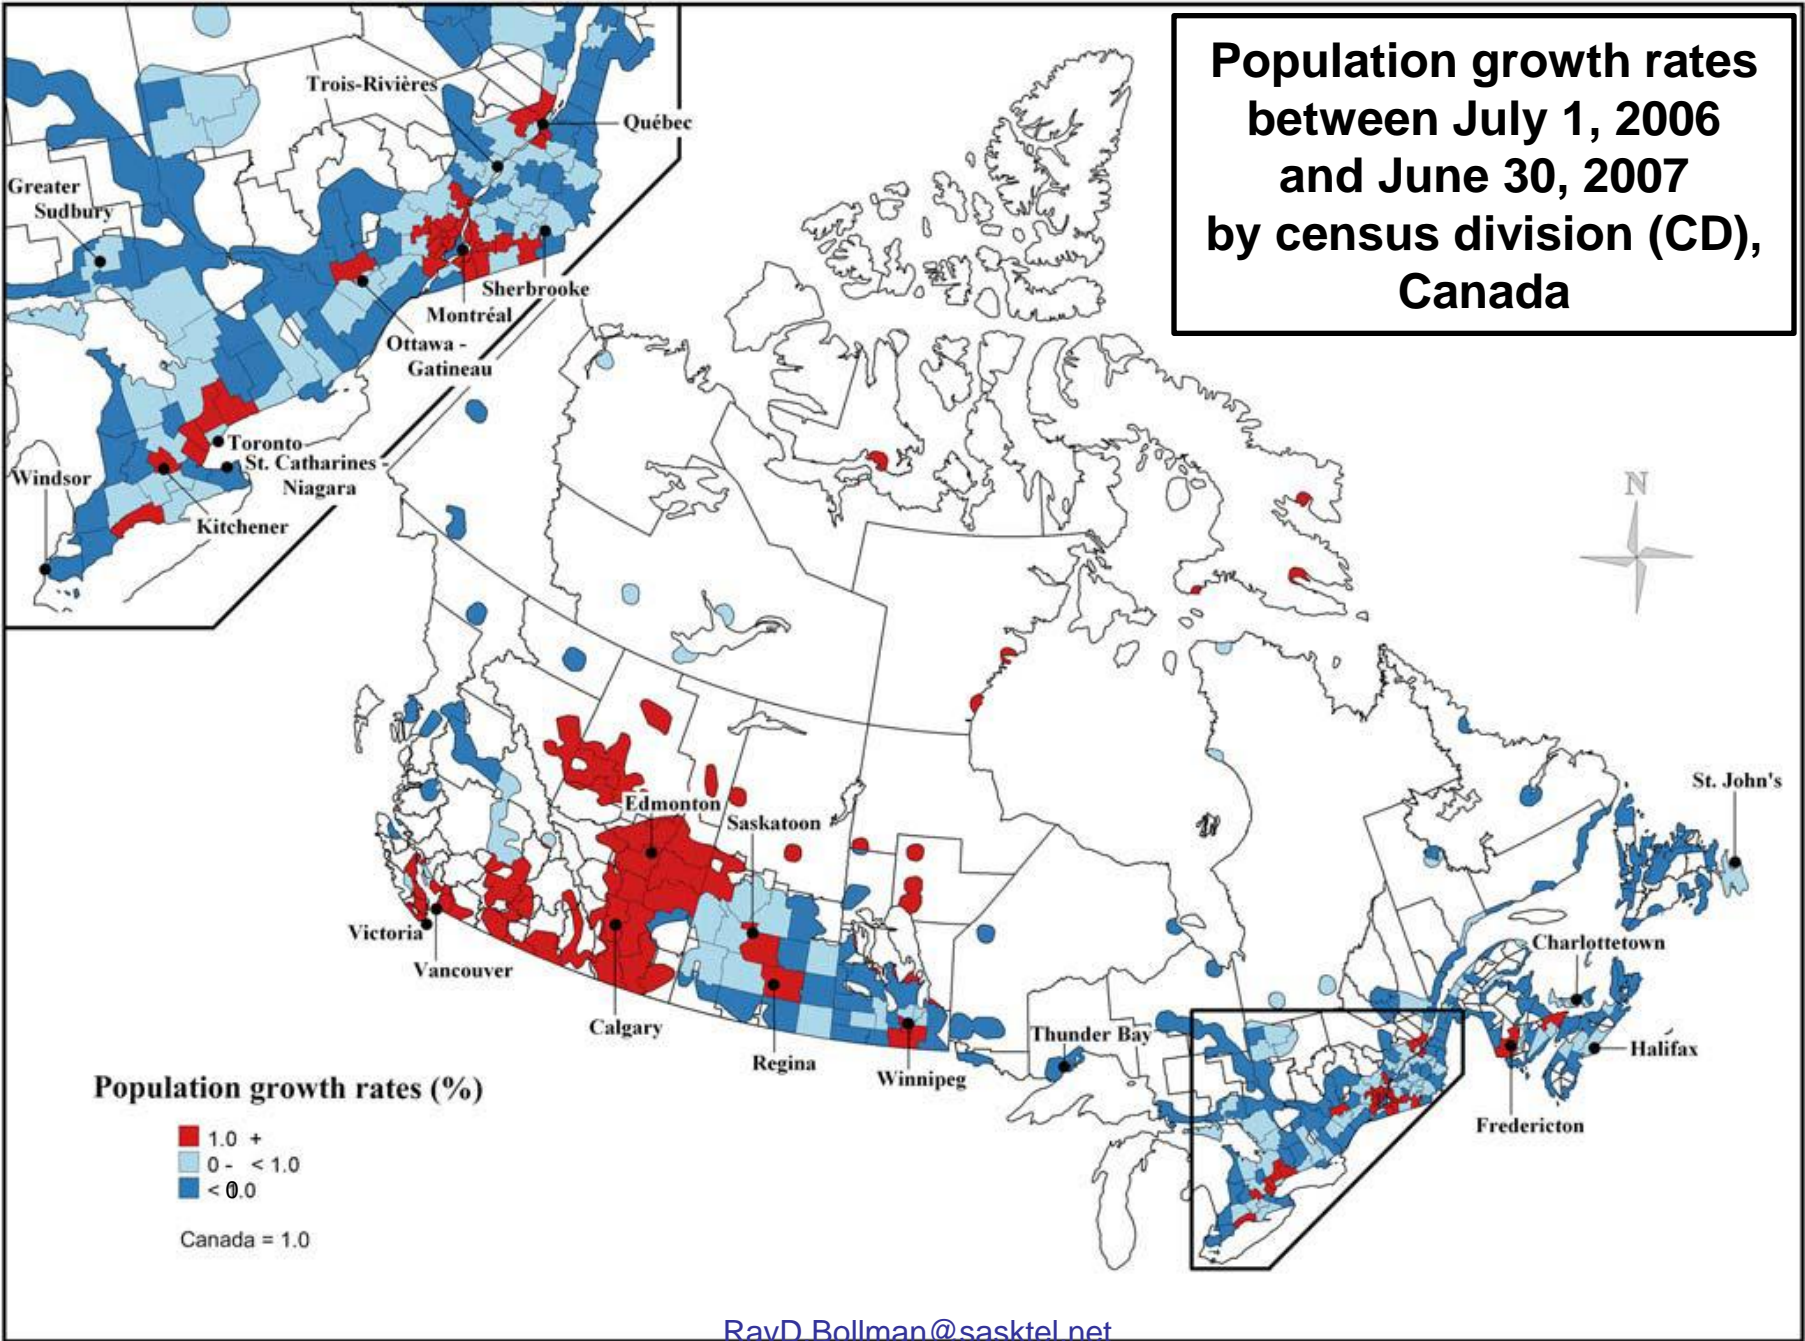 Population growth rates
between July 1, 2006
and June 30, 2007
by census division (CD),
Canada
Trois-Rivières
Québec
Greater
Sudbury
Sherbrooke
Montréal
Ottawa -
Gatineau
Toronto
St. Catharines -
Niagara
Windsor
Kitchener
N
Edmonton
Saskatoon
St. John's
Victoria
Vancouver
Charlottetown
Calgary
Regina
Winnipeg
Thunder Bay
Halifax
Fredericton
Population growth rates (%)
1.0 +
0 - < 1.0
< 0.0
Canada = 1.0
RayD.Bollman@sasktel.net